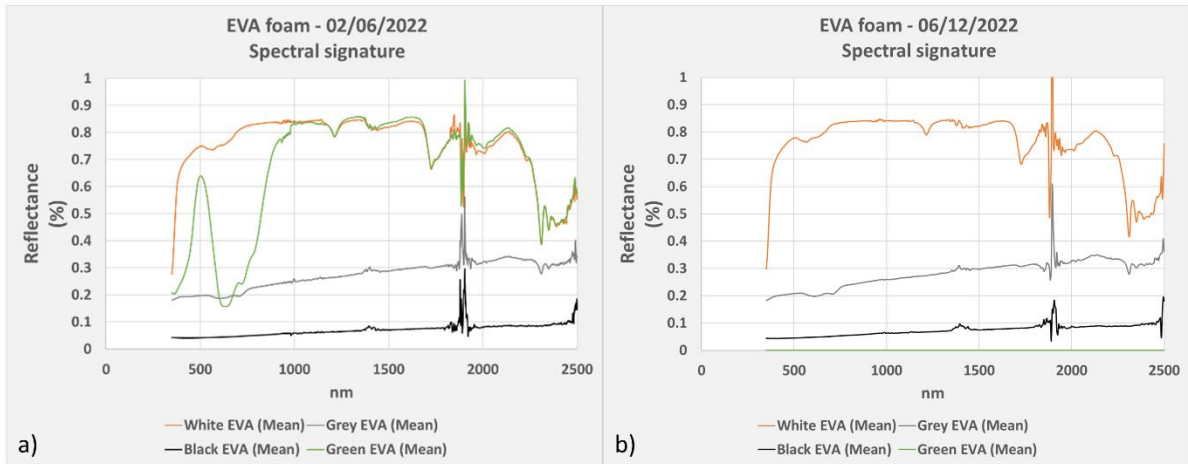 EVA foam - 02/06/2022
Spectral signature
Reflectance
(%)
1
0.9
0.8
0.7
0.6
0.5
0.4
0.3
0.2
0.1
0
0 500 1000 1500 2000 2500
nm
White EVA (Mean) Grey EVA (Mean)
Black EVA (Mean) Green EVA (Mean)
a)
EVA foam - 06/12/2022
Spectral signature
Reflectance
(%)
1
0.9
0.8
0.7
0.6
0.5
0.4
0.3
0.2
0.1
0
0 500 1000 1500 2000 2500
nm
White EVA (Mean) Grey EVA (Mean)
Black EVA (Mean) Green EVA (Mean)
b)